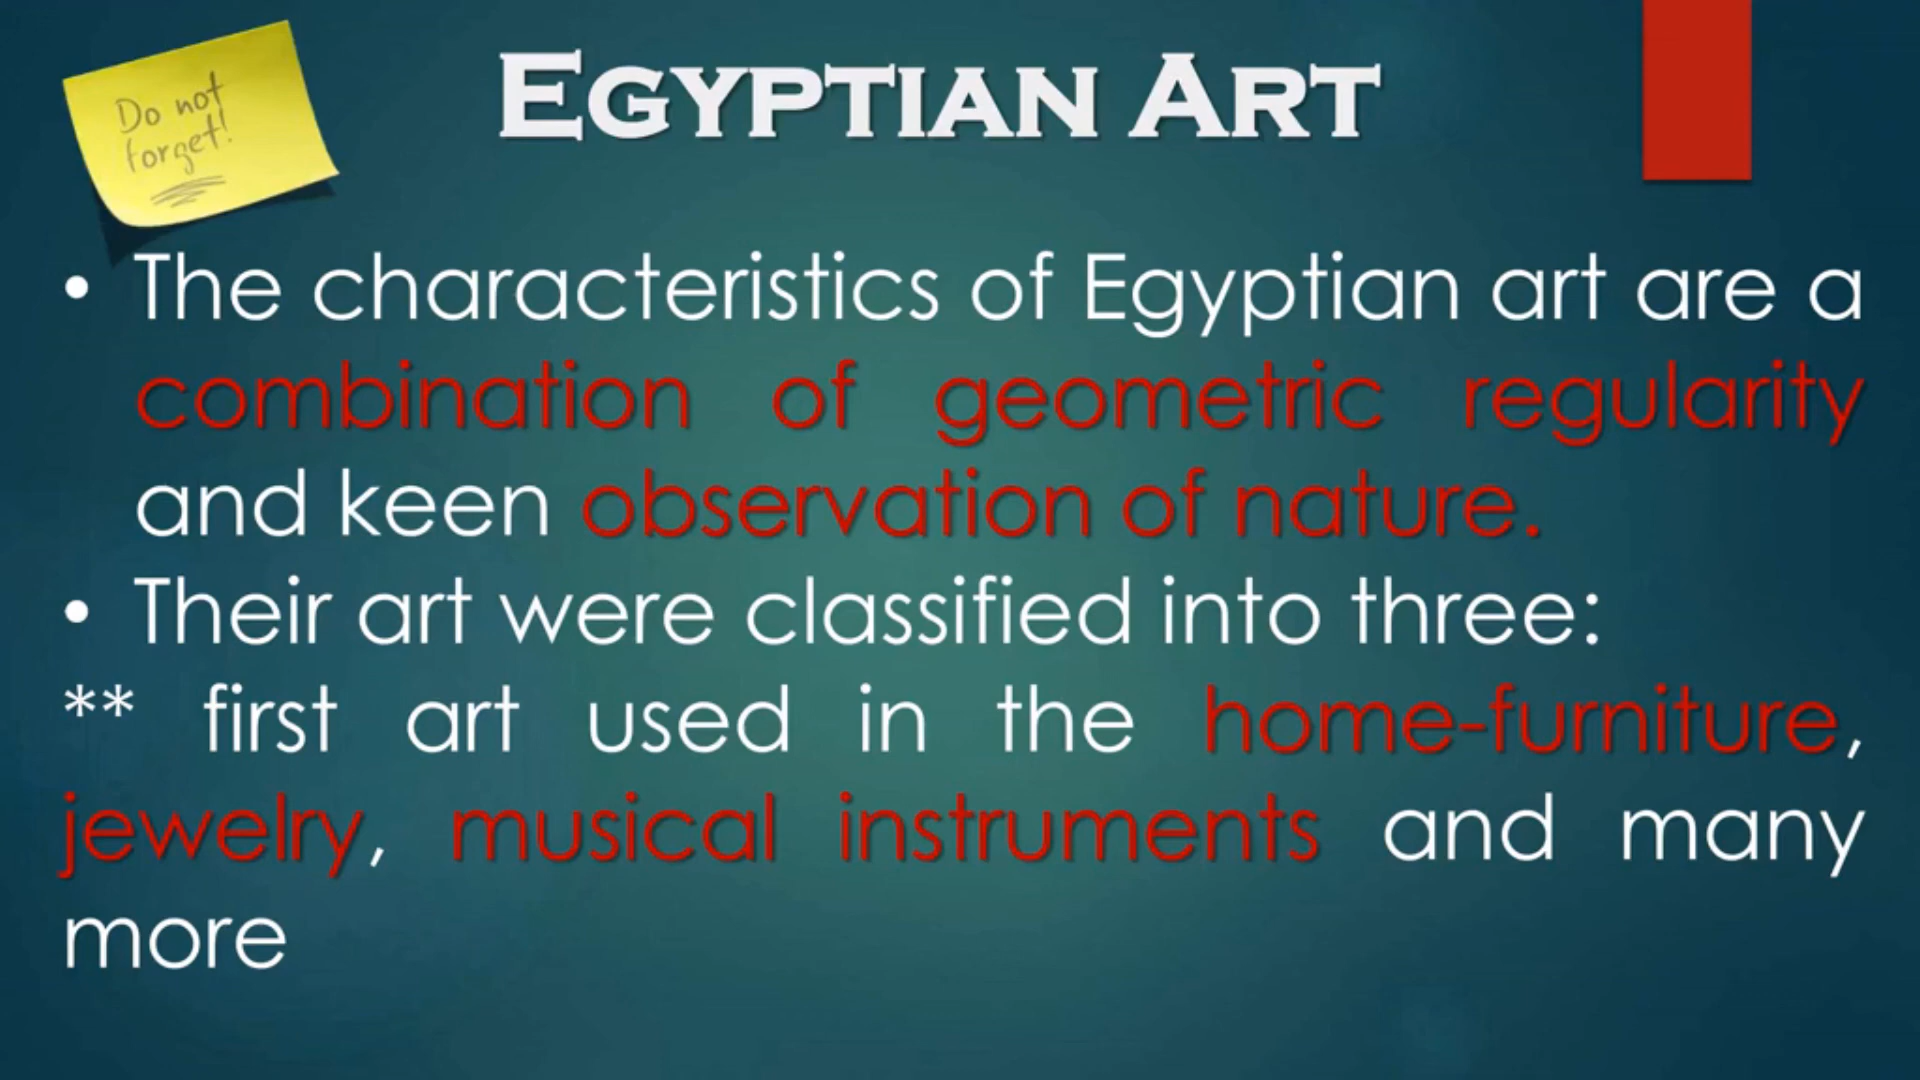 Do not
forget!
EGYPTIAN ART
• The characteristics of Egyptian art are a
combination of geometric regularity
and keen observation of nature.
• Their art were classified into three:
** first art used in the home-furniture,
jewelry, musical instruments and many
more